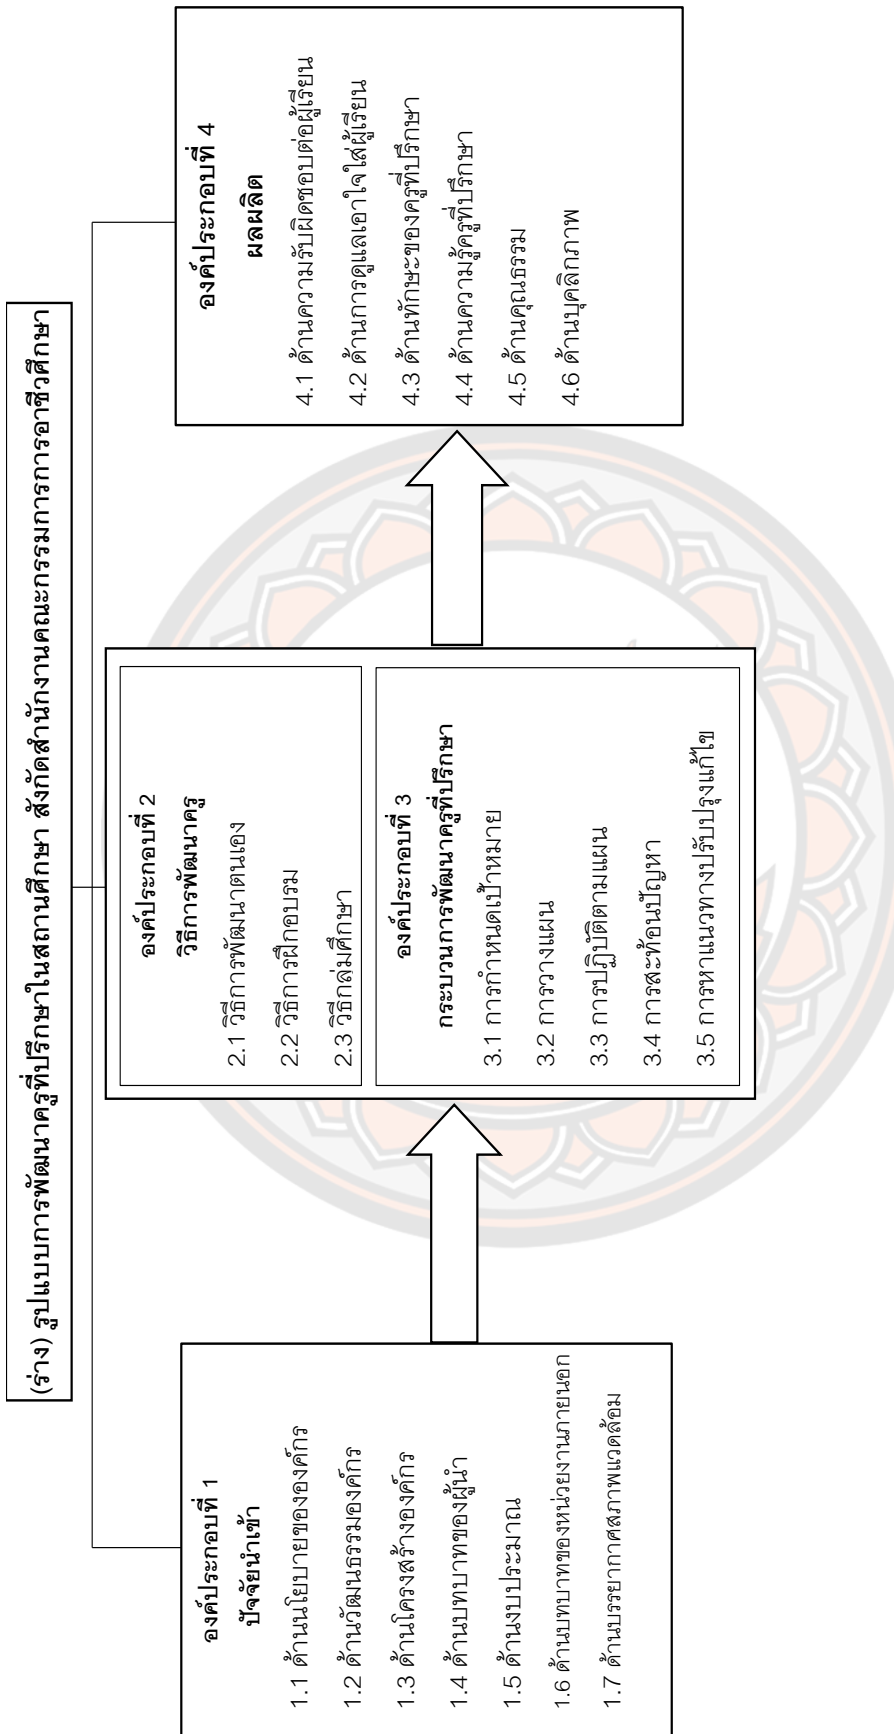 (ร่าง) รูปแบบการพัฒนาครูที่ปรึกษาในสถานศึกษา สังกัดสำนักงานคณะกรรมการการอาชีวศึกษา
องค์ประกอบที่ 1
ปัจจัยนำเข้า
1.1 ด้านนโยบายขององค์กร
1.2 ด้านวัฒนธรรมองค์กร
1.3 ด้านโครงสร้างองค์กร
1.4 ด้านบทบาทของผู้นำ
1.5 ด้านงบประมาณ
1.6 ด้านบทบาทของหน่วยงานภายนอก
1.7 ด้านบรรยากาศสภาพแวดล้อม
องค์ประกอบที่ 2
วิธีการพัฒนาครู
2.1 วิธีการพัฒนาตนเอง
2.2 วิธีการฝึกอบรม
2.3 วิธีกลุ่มศึกษา
องค์ประกอบที่ 3
กระบวนการพัฒนาครูที่ปรึกษา
3.1 การกำหนดเป้าหมาย
3.2 การวางแผน
3.3 การปฏิบัติตามแผน
3.4 การสะท้อนปัญหา
3.5 การหาแนวทางปรับปรุงแก้ไข
องค์ประกอบที่ 4
ผลผลิต
4.1 ด้านความรับผิดชอบต่อผู้เรียน
4.2 ด้านการดูแลเอาใจใส่ผู้เรียน
4.3 ด้านทักษะของครูที่ปรึกษา
4.4 ด้านความรู้ครูที่ปรึกษา
4.5 ด้านคุณธรรม
4.6 ด้านบุคลิกภาพ